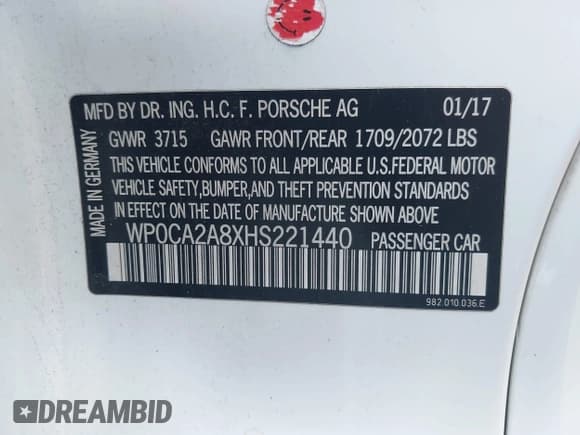 MFD BY DR. ING. H.C. F. PORSCHE AG 01/17
GVWR 3715 GAWR FRONT/REAR 1709/2072 LBS
THIS VEHICLE CONFORMS TO ALL APPLICABLE U.S.FEDERAL MOTOR
VEHICLE SAFETY,BUMPER,AND THEFT PREVENTION STANDARDS
IN EFFECT ON THE DATE OF MANUFACTURE SHOWN ABOVE
WP0CA2A8XHS221440 PASSENGER CAR
MADE IN GERMANY
982.010.036.E
DREAMBID